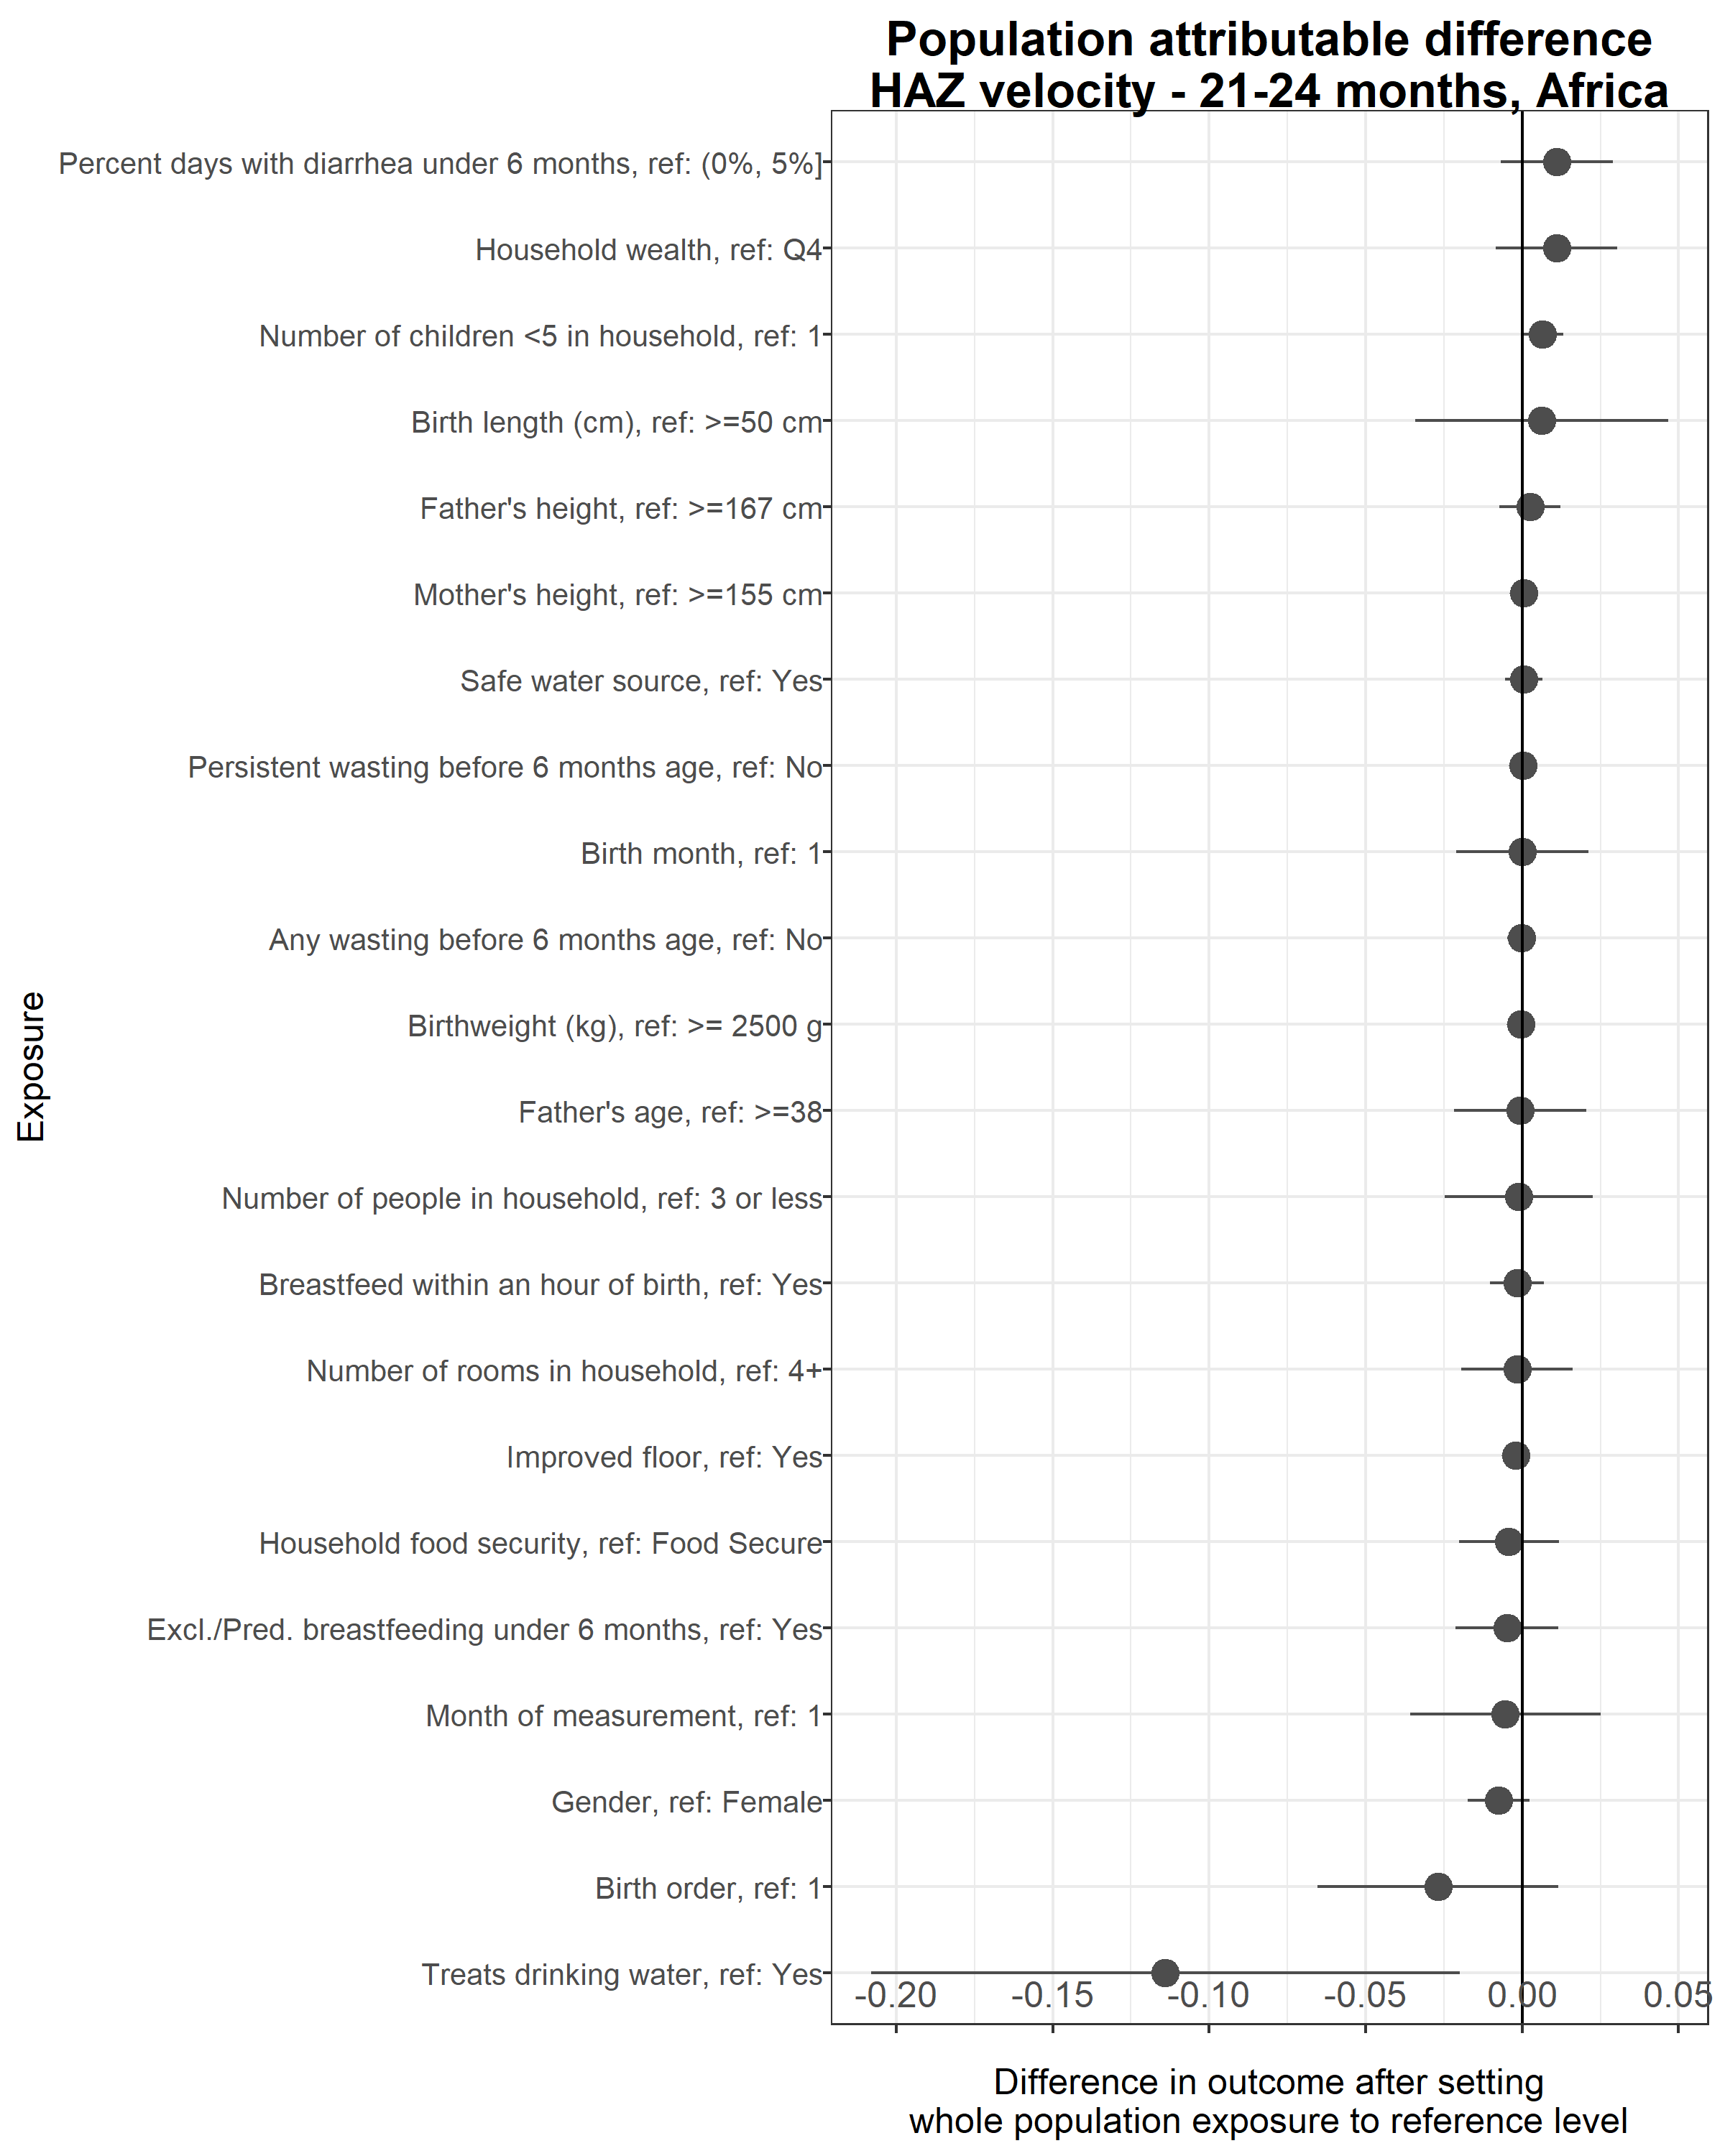 Population attributable difference
HAZ velocity - 21-24 months, Africa
Percent days with diarrhea under 6 months, ref: (0%, 5%]
Household wealth, ref: Q4
Number of children <5 in household, ref: 1
Birth length (cm), ref: >=50 cm
Father's height, ref: >=167 cm
Mother's height, ref: >=155 cm
Safe water source, ref: Yes
Persistent wasting before 6 months age, ref: No
Birth month, ref: 1
Any wasting before 6 months age, ref: No
Birthweight (kg), ref: >= 2500 g
Father's age, ref: >=38
Number of people in household, ref: 3 or less
Breastfeed within an hour of birth, ref: Yes
Number of rooms in household, ref: 4+
Improved floor, ref: Yes
Household food security, ref: Food Secure
Excl./Pred. breastfeeding under 6 months, ref: Yes
Month of measurement, ref: 1
Gender, ref: Female
Birth order, ref: 1
Treats drinking water, ref: Yes
Exposure
-0.20 -0.15 -0.10 -0.05 0.00 0.05
Difference in outcome after setting
whole population exposure to reference level